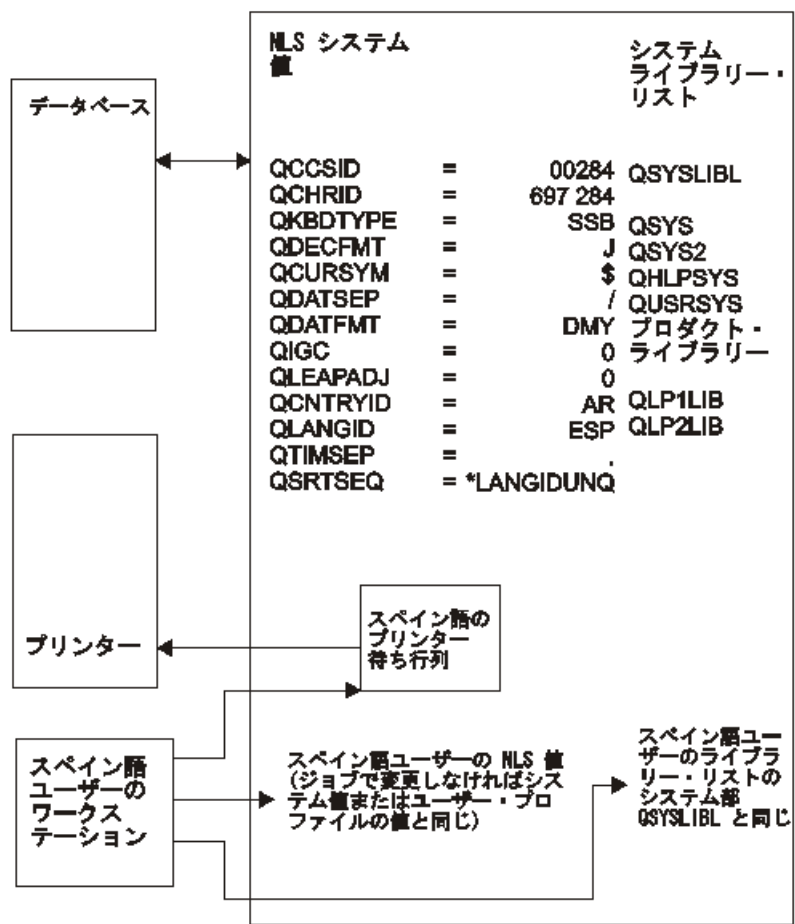 NLS システム
値
システム
ライブラリー・
リスト
データベース
QCCSID = 00284
QCHRID = 697 284
QKBDTYPE = SSB
QDECFMT = J
QCURSYM = $
QDATSEP = /
QDATFMT = DMY
QIGC = 0
QLEAPADJ = 0
QCNTRYID = AR
QLANGID = ESP
QTIMSEP = .
QSRTSEQ = *LANGIDUNQ
QSYSLIBL
QSYS
QSYS2
QHLPSYS
QUSRSYS
プロダクト・
ライブラリー
QLP1LIB
QLP2LIB
プリンター
スペイン語の
プリンター
待ち行列
スペイン語
ユーザーの
ワークス
テーション
スペイン語ユーザーの NLS 値
(ジョブで変更しなければシス
テム値またはユーザー・プロ
ファイルの値と同じ)
スペイン語ユー
ザーのライブラ
リー・リストの
システム部
QSYSLIBL と同じ